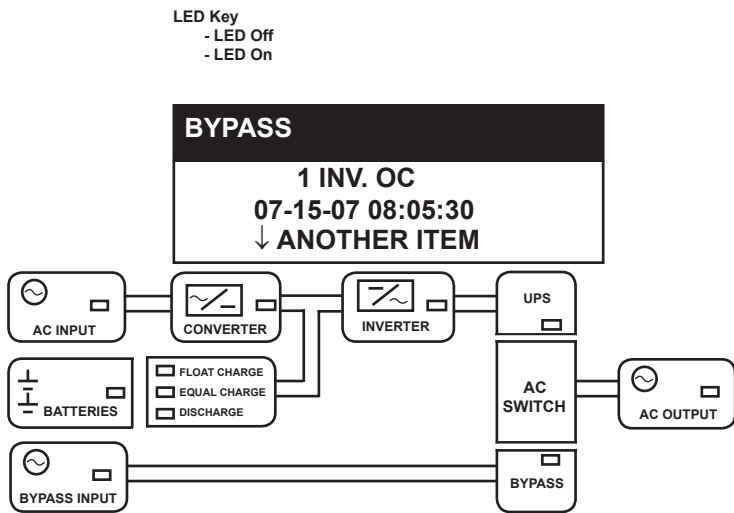 LED Key
- LED Off
- LED On
BYPASS
1 INV. OC
07-15-07 08:05:30
↓ ANOTHER ITEM
AC INPUT
CONVERTER
INVERTER
UPS
BATTERIES
FLOAT CHARGE
EQUAL CHARGE
DISCHARGE
AC
SWITCH
AC OUTPUT
BYPASS INPUT
BYPASS